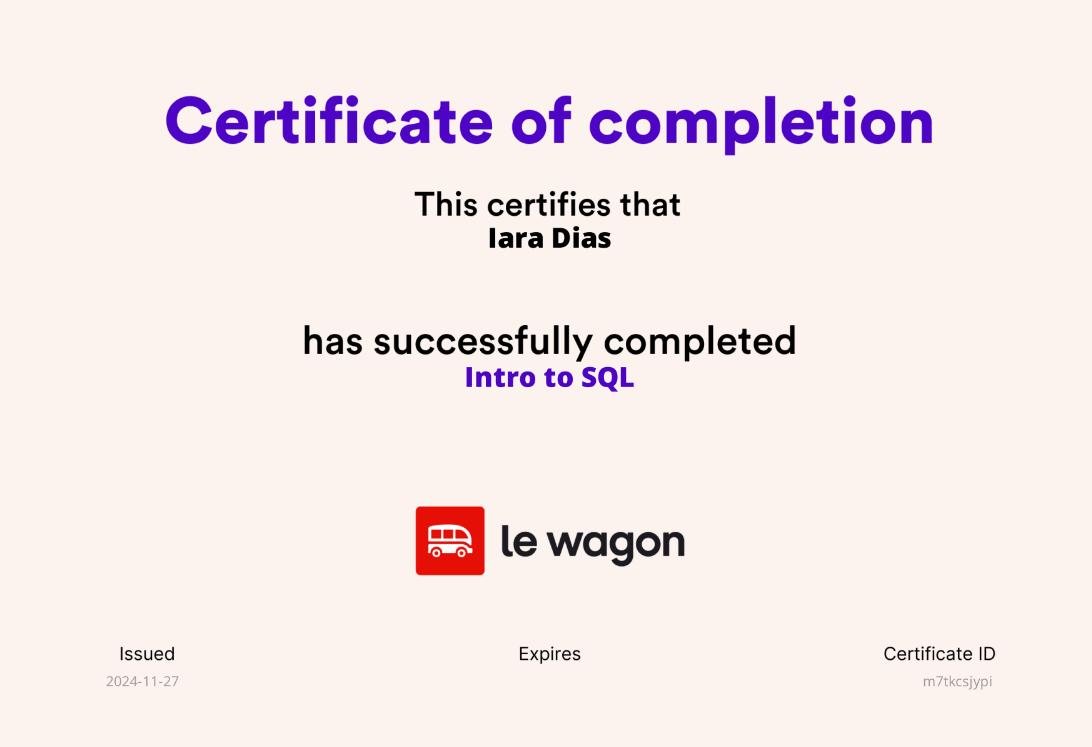 Certificate of completion
This certifies that
Iara Dias
has successfully completed
Intro to SQL
le wagon
Issued
Expires
Certificate ID
2024-11-27
m7tkcsjypi